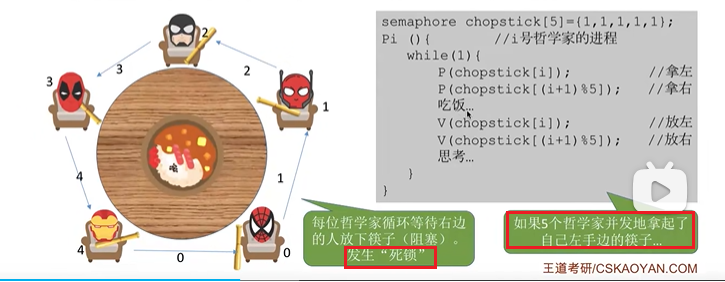 semaphore chopstick[5]={1,1,1,1,1};
Pi (){ //i号哲学家的进程
while(1){
P(chopstick[i]); //拿左
P(chopstick[(i+1)%5]); //拿右
吃饭…
V(chopstick[i]); //放左
V(chopstick[(i+1)%5]); //放右
思考…
}
}
2
3
2
3
1
4
1
4
0
0
每位哲学家循环等待右边
的人放下筷子(阻塞)。
发生“死锁”
如果5个哲学家并发地拿起了
自己左手边的筷子…
王道考研/CSKAOYAN.COM